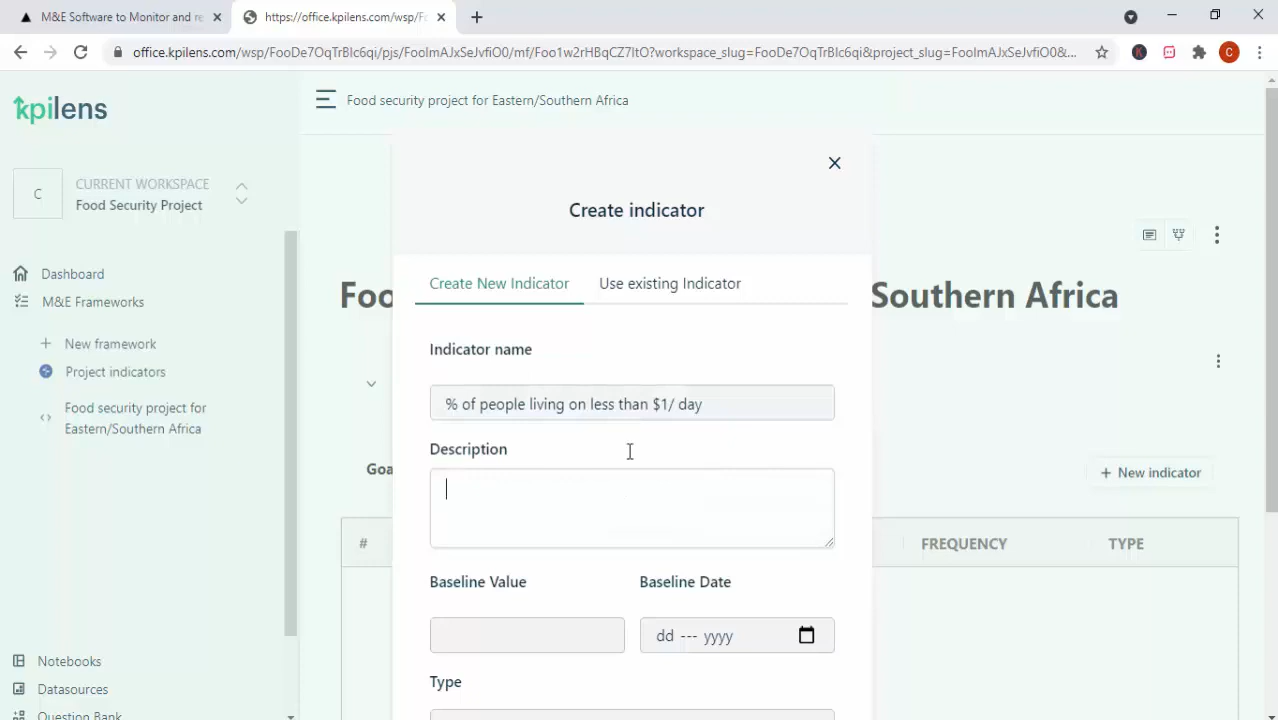 M&E Software to Monitor and re
https://office.kpilens.com/wsp/Fo
office.kpilens.com/wsp/FooDe7OqTrBlc6qi/pjs/FoolmAJxSeJvfiO0/mf/Foo1w2rHBqCZ7ltO?workspace_slug=FooDe7OqTrBlc6qi&project_slug=FoolmAJxSeJvfiO0&...
K
C
kpilens
Food security project for Eastern/Southern Africa
C
CURRENT WORKSPACE
Food Security Project
Create indicator
Dashboard
Create New Indicator
Use existing Indicator
M&E Frameworks
Foo
Southern Africa
New framework
Indicator name
Project indicators
Food security project for
Eastern/Southern Africa
% of people living on less than $1/ day
Description
Goa
+ New indicator
#
FREQUENCY
TYPE
Baseline Value
Baseline Date
dd --- yyyy
Notebooks
Type
Datasources
Question Bank